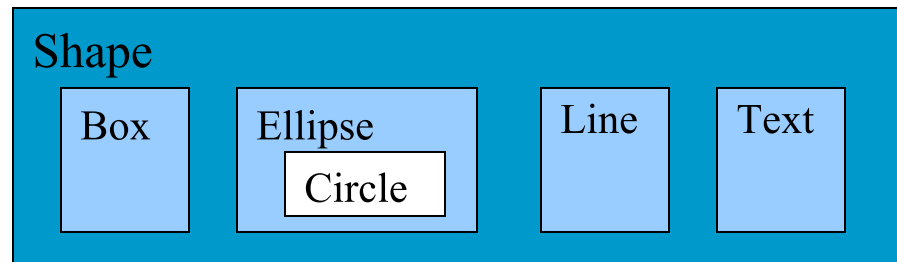 Shape
Box
Ellipse
Circle
Line
Text